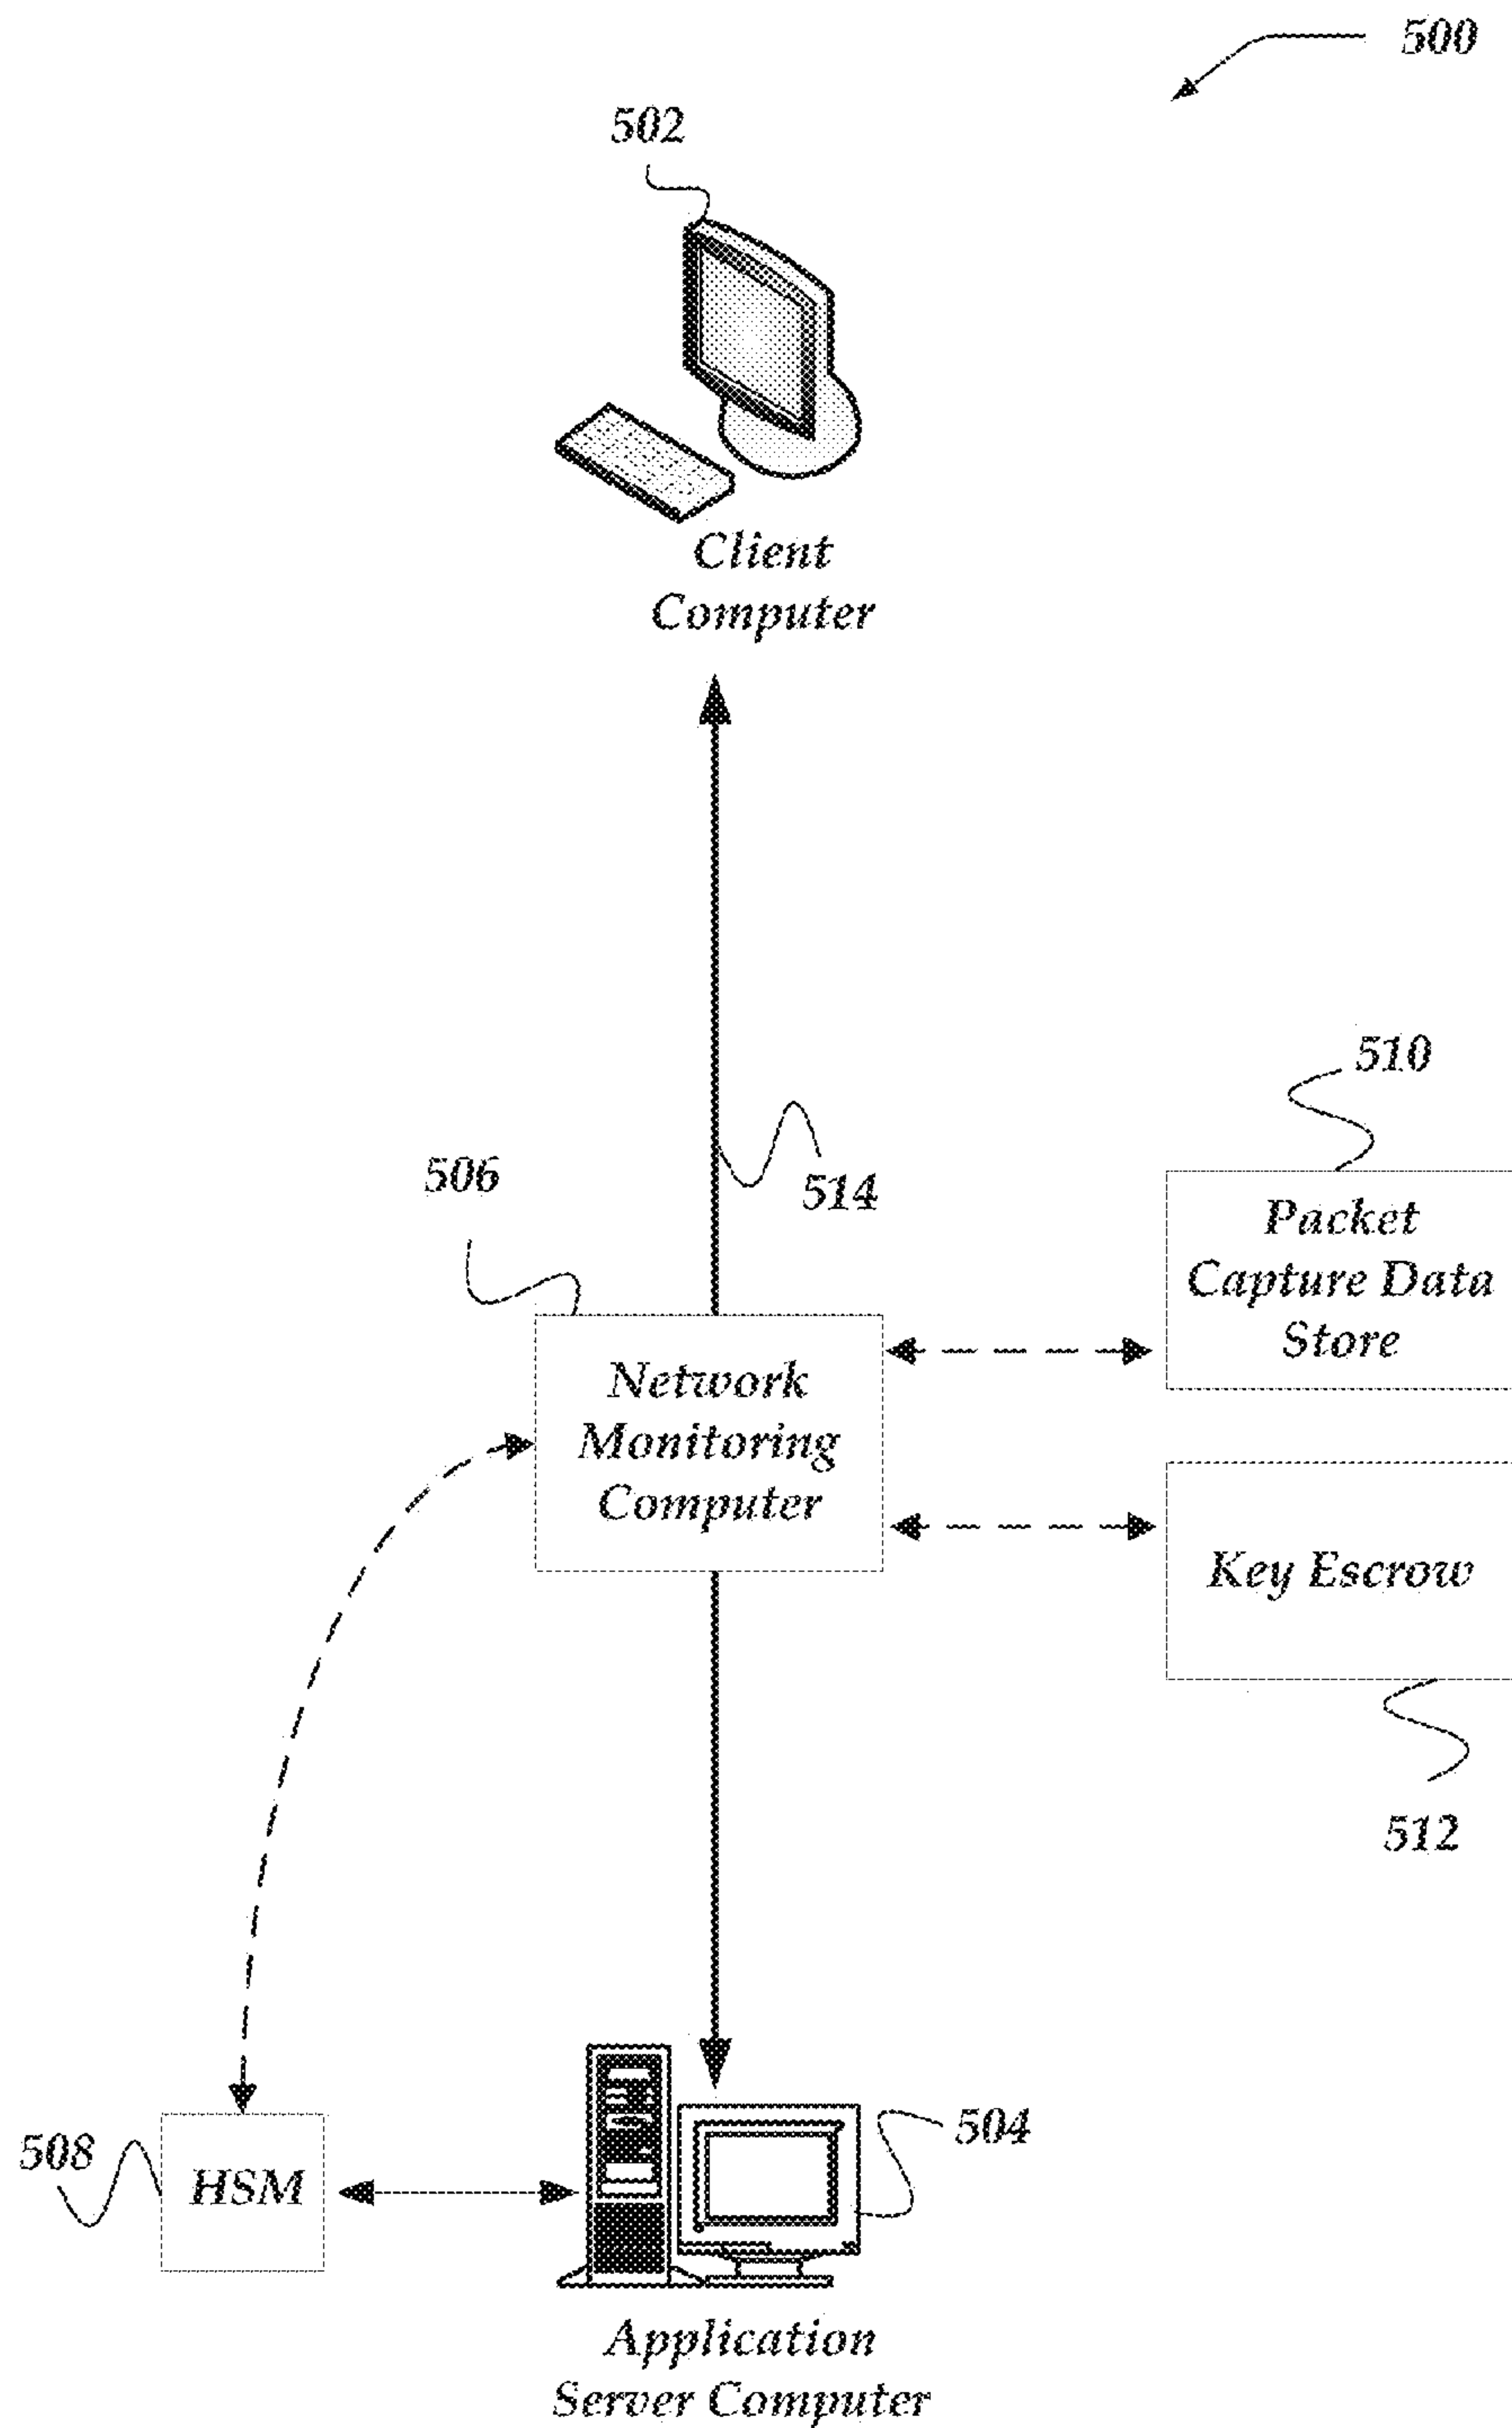 500
502
Client
Computer
510
506
514
Packet
Capture Data
Store
Network
Monitoring
Computer
Key Escrow
512
504
508
HSM
Application
Server Computer